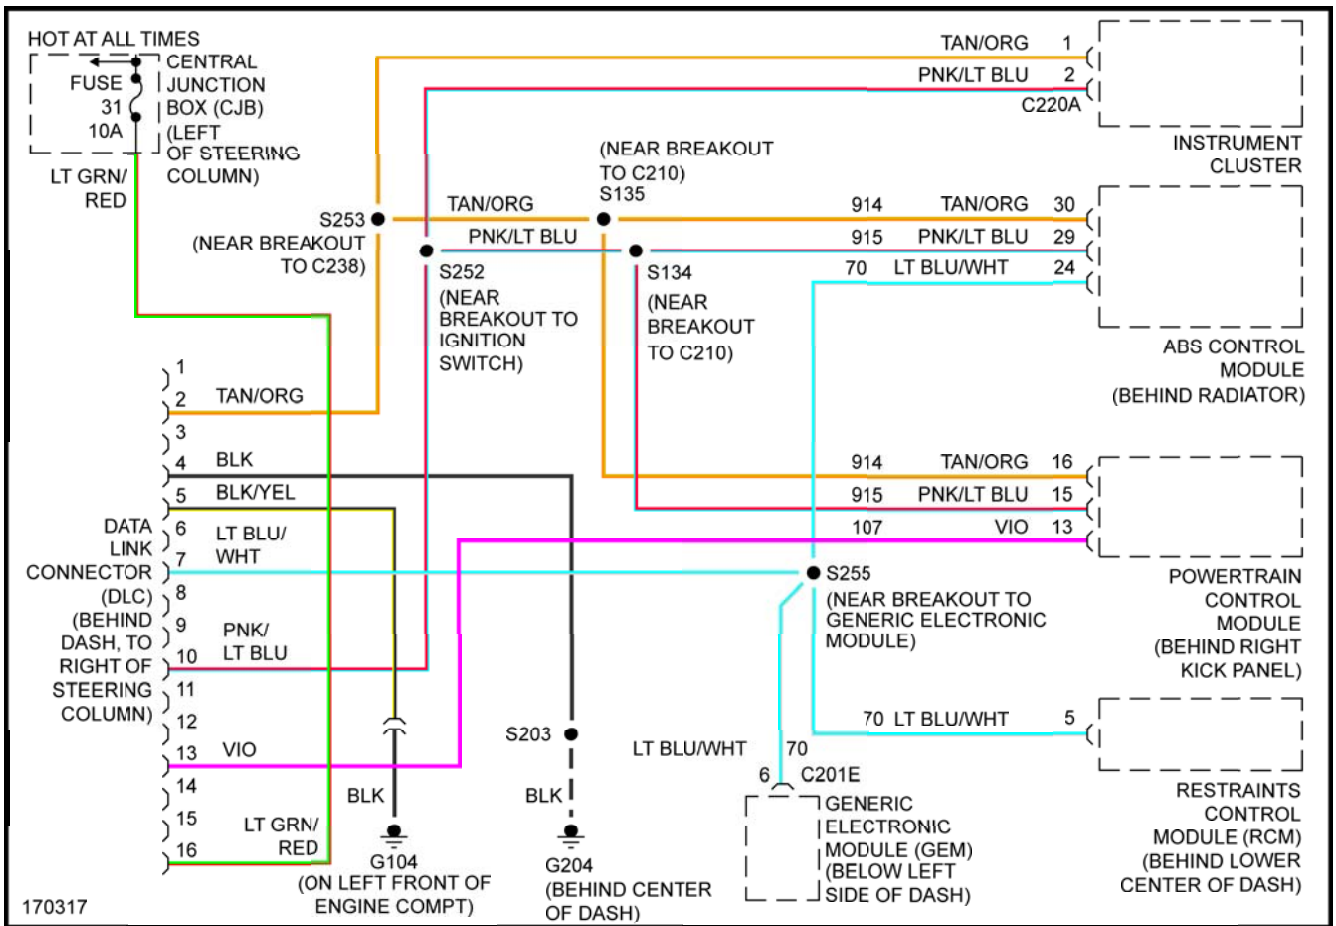 HOT AT ALL TIMES
FUSE
31
10A
CENTRAL
JUNCTION
BOX (CJB)
(LEFT
OF STEERING
COLUMN)
LT GRN/
RED
TAN/ORG 1
PNK/LT BLU 2
C220A
INSTRUMENT
CLUSTER
(NEAR BREAKOUT
TO C210)
S135
S253
(NEAR BREAKOUT
TO C238)
TAN/ORG
PNK/LT BLU
S252
(NEAR
BREAKOUT TO
IGNITION
SWITCH)
S134
(NEAR
BREAKOUT
TO C210)
914 TAN/ORG 30
915 PNK/LT BLU 29
70 LT BLU/WHT 24
ABS CONTROL
MODULE
(BEHIND RADIATOR)
1
2 TAN/ORG
3
4 BLK
5 BLK/YEL
6 LT BLU/
7 WHT
8
9 PNK/
10 LT BLU
11
12
13 VIO
14
15 LT GRN/
16 RED
DATA
LINK
CONNECTOR
(DLC)
(BEHIND
DASH, TO
RIGHT OF
STEERING
COLUMN)
914 TAN/ORG 16
915 PNK/LT BLU 15
107 VIO 13
POWERTRAIN
CONTROL
MODULE
(BEHIND RIGHT
KICK PANEL)
S255
(NEAR BREAKOUT TO
GENERIC ELECTRONIC
MODULE)
70 LT BLU/WHT 5
RESTRAINTS
CONTROL
MODULE (RCM)
(BEHIND LOWER
CENTER OF DASH)
LT BLU/WHT 70
6 C201E
GENERIC
ELECTRONIC
MODULE (GEM)
(BELOW LEFT
SIDE OF DASH)
S203
BLK
BLK
G104
(ON LEFT FRONT OF
ENGINE COMPT)
G204
(BEHIND CENTER
OF DASH)
170317